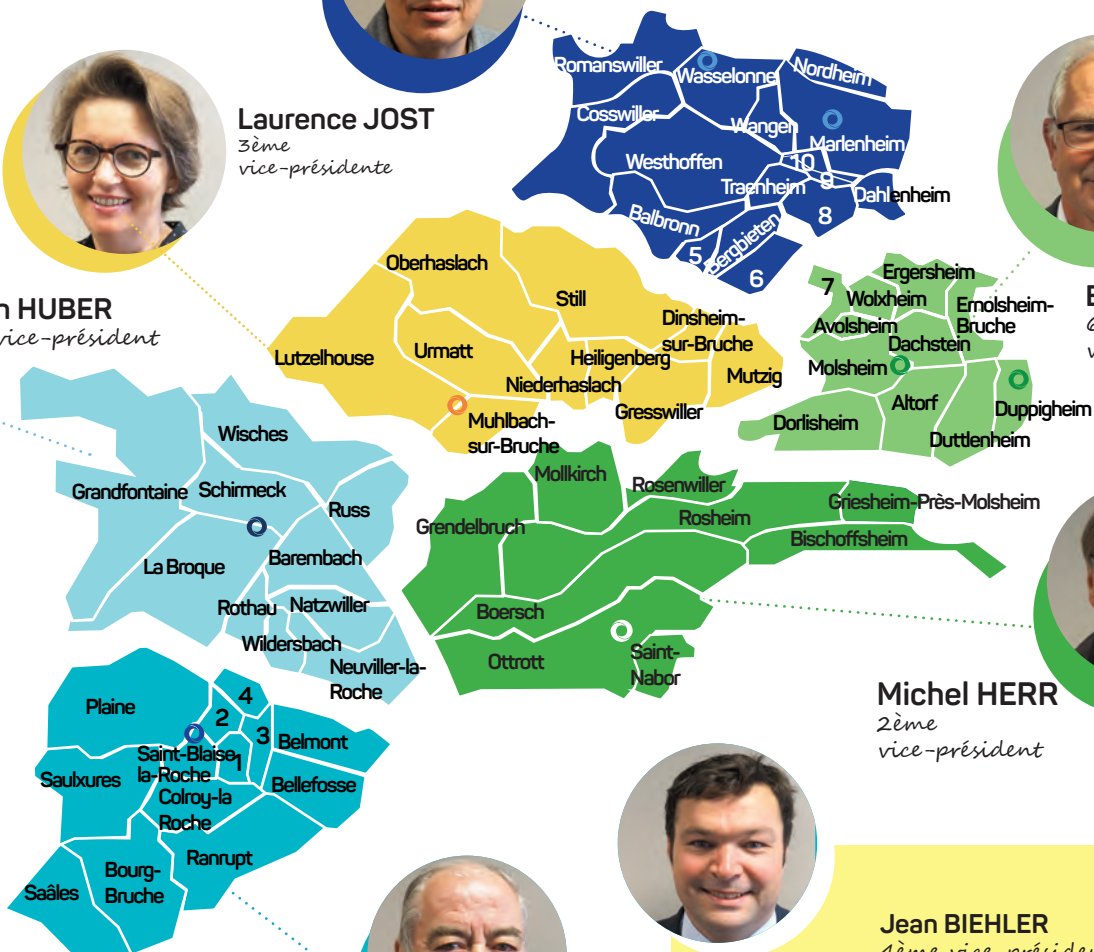 Romanswiller
Wasselonne
Nordheim
Cosswiller
Wangen
Marlenheim
Westhoffen
10
9
Traenheim
Dahlenheim
Balbronn
8
Bergbieten
5
6
Laurence JOST
3ème
vice-présidente
HUBER
vice-président
Oberhaslach
Still
Dinsheim-
sur-Bruche
Lutzelhouse
Urmatt
Heiligenberg
Niederhaslach
Mutzig
Gresswiller
Muhlbach-
sur-Bruche
7
Ergersheim
Wolxheim
Ernolsheim-
Bruche
Avolsheim
Dachstein
Molsheim
Altorf
Duppigheim
Dorlisheim
Duttlenheim
Wisches
Grandfontaine
Schirmeck
Russ
La Broque
Barembach
Rothau
Natzwiller
Wildersbach
Neuviller-la-
Roche
Mollkirch
Rosenwiller
Griesheim-Près-Molsheim
Grendelbruch
Rosheim
Bischoffsheim
Boersch
Ottrott
Saint-
Nabor
Michel HERR
2ème
vice-président
Plaine
4
2
3
Belmont
Saint-Blaise
la-Roche
1
Saulxures
Bellefosse
Colroy-la
Roche
Ranrupt
Bourg-
Bruche
Saâles
Jean BIEHLER